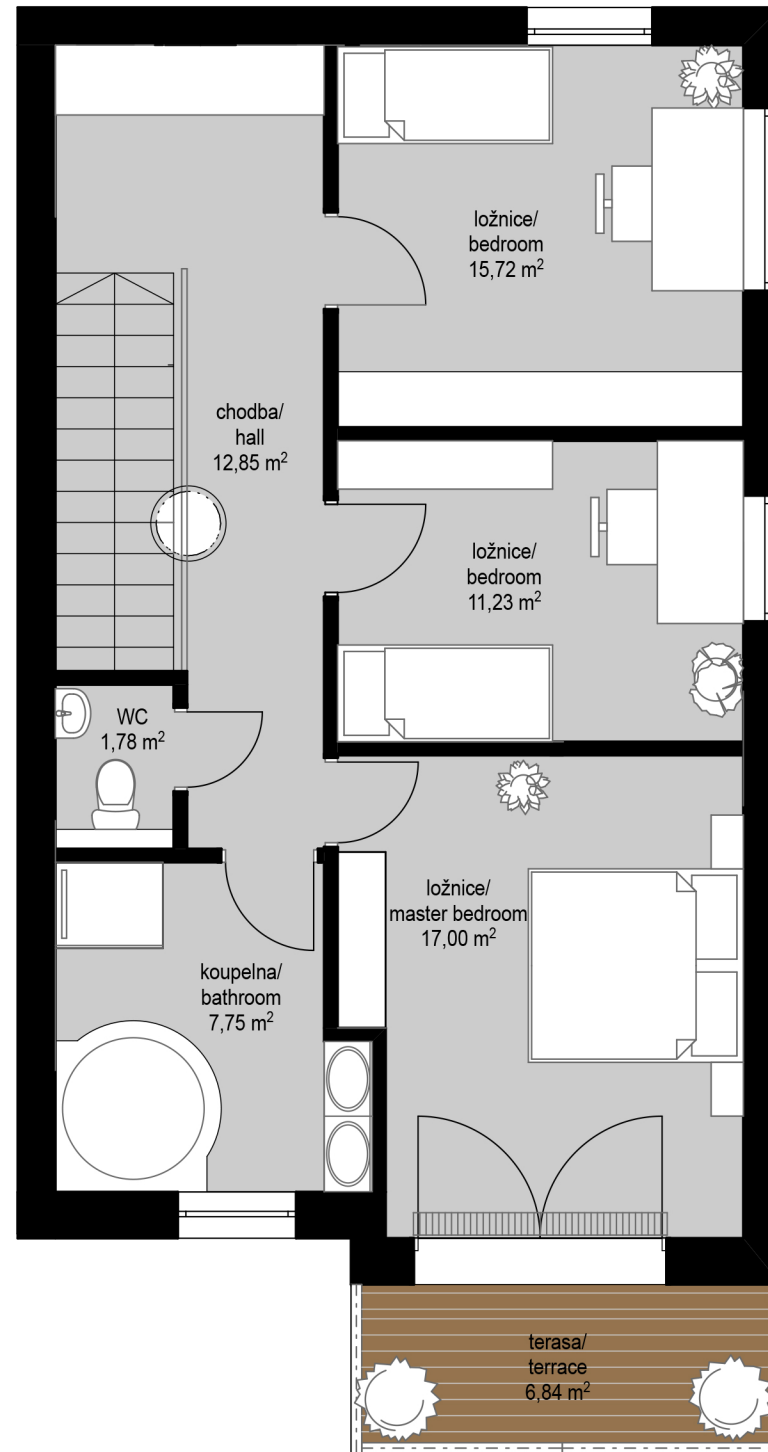 ložnice/
bedroom
15,72 m²
chodba/
hall
12,85 m²
ložnice/
bedroom
11,23 m²
WC
1,78 m²
ložnice/
master bedroom
17,00 m²
koupelna/
bathroom
7,75 m²
terasa/
terrace
6,84 m²